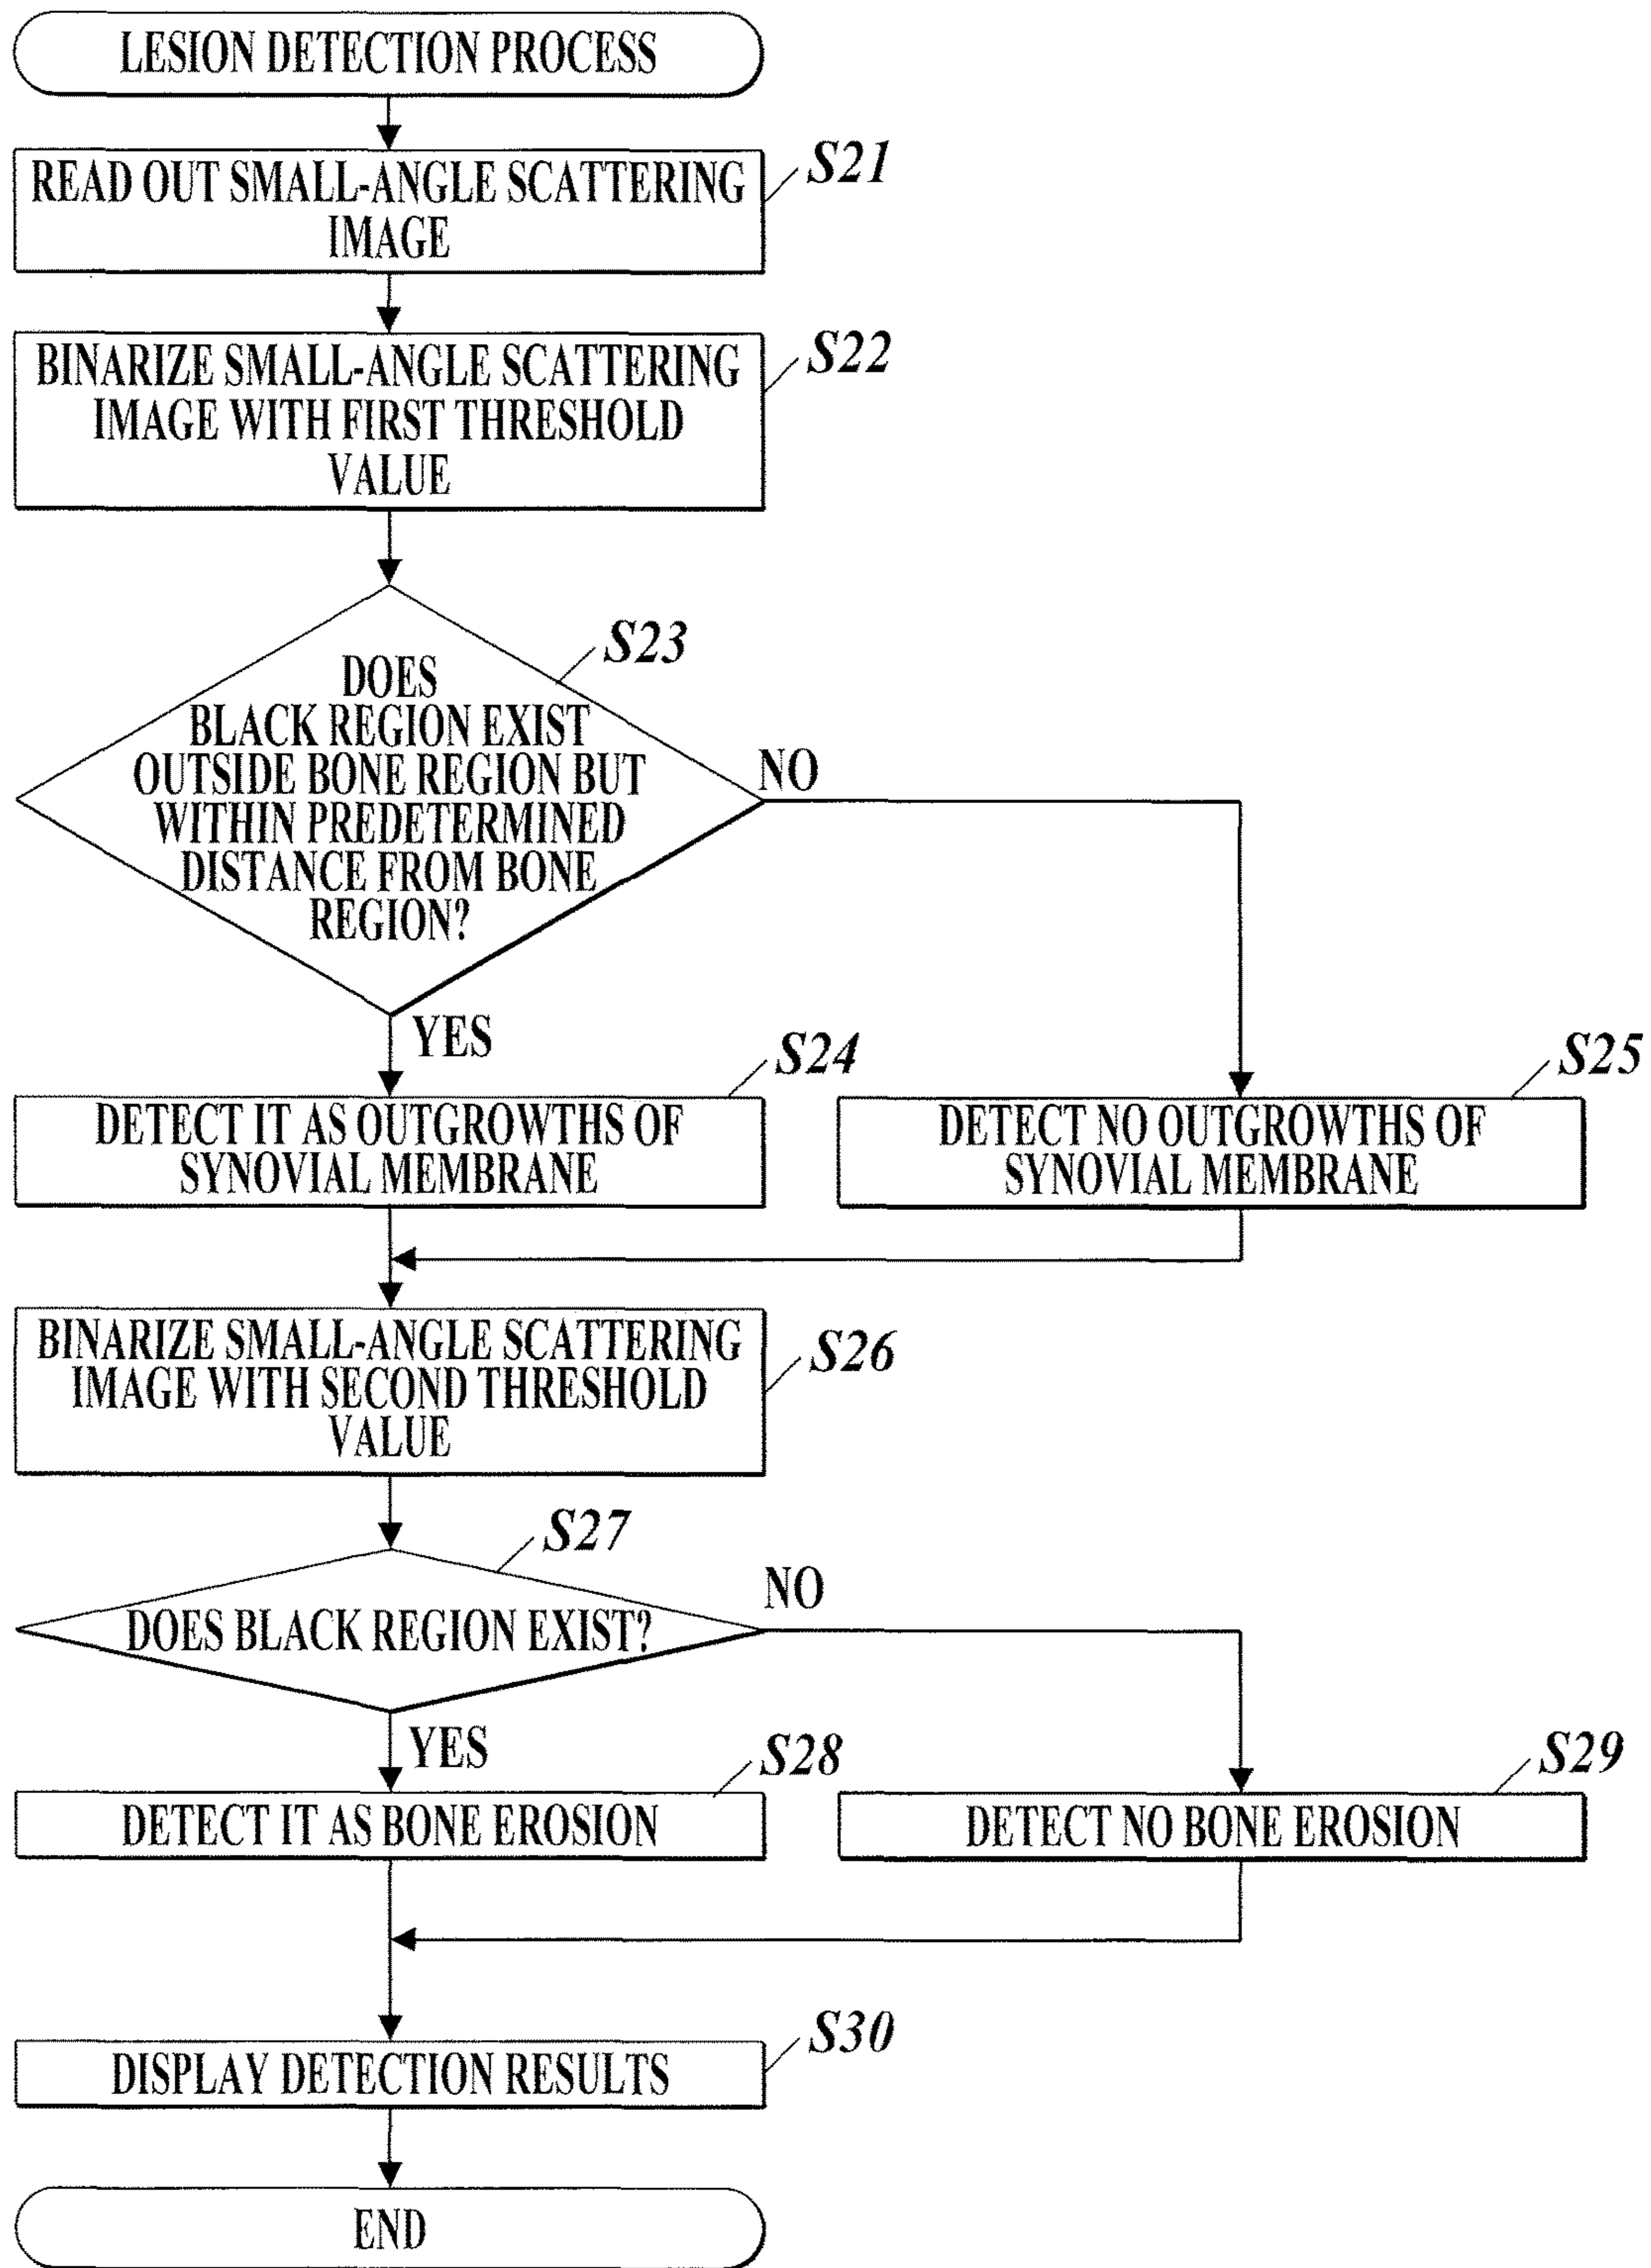 LESION DETECTION PROCESS
READ OUT SMALL-ANGLE SCATTERING
IMAGE
S21
BINARIZE SMALL-ANGLE SCATTERING
IMAGE WITH FIRST THRESHOLD
VALUE
S22
S23
DOES
BLACK REGION EXIST
OUTSIDE BONE REGION BUT
WITHIN PREDETERMINED
DISTANCE FROM BONE
REGION?
NO
YES
S24
DETECT IT AS OUTGROWTHS OF
SYNOVIAL MEMBRANE
S25
DETECT NO OUTGROWTHS OF
SYNOVIAL MEMBRANE
BINARIZE SMALL-ANGLE SCATTERING
IMAGE WITH SECOND THRESHOLD
VALUE
S26
S27
DOES BLACK REGION EXIST?
NO
YES
S28
DETECT IT AS BONE EROSION
S29
DETECT NO BONE EROSION
S30
DISPLAY DETECTION RESULTS
END